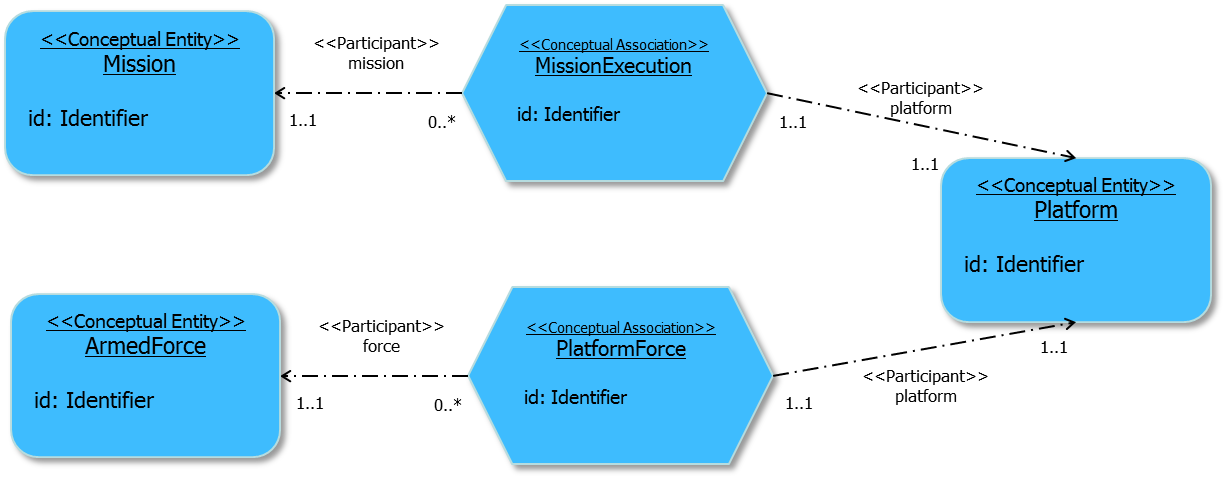 <<Conceptual Entity>>
Mission
id: Identifier
<<Participant>>
mission
1..1
0..*
<<Conceptual Association>>
MissionExecution
id: Identifier
1..1
<<Participant>>
platform
1..1
<<Conceptual Entity>>
Platform
id: Identifier
<<Conceptual Entity>>
ArmedForce
id: Identifier
<<Participant>>
force
1..1
0..*
<<Conceptual Association>>
PlatformForce
id: Identifier
1..1
<<Participant>>
platform
1..1